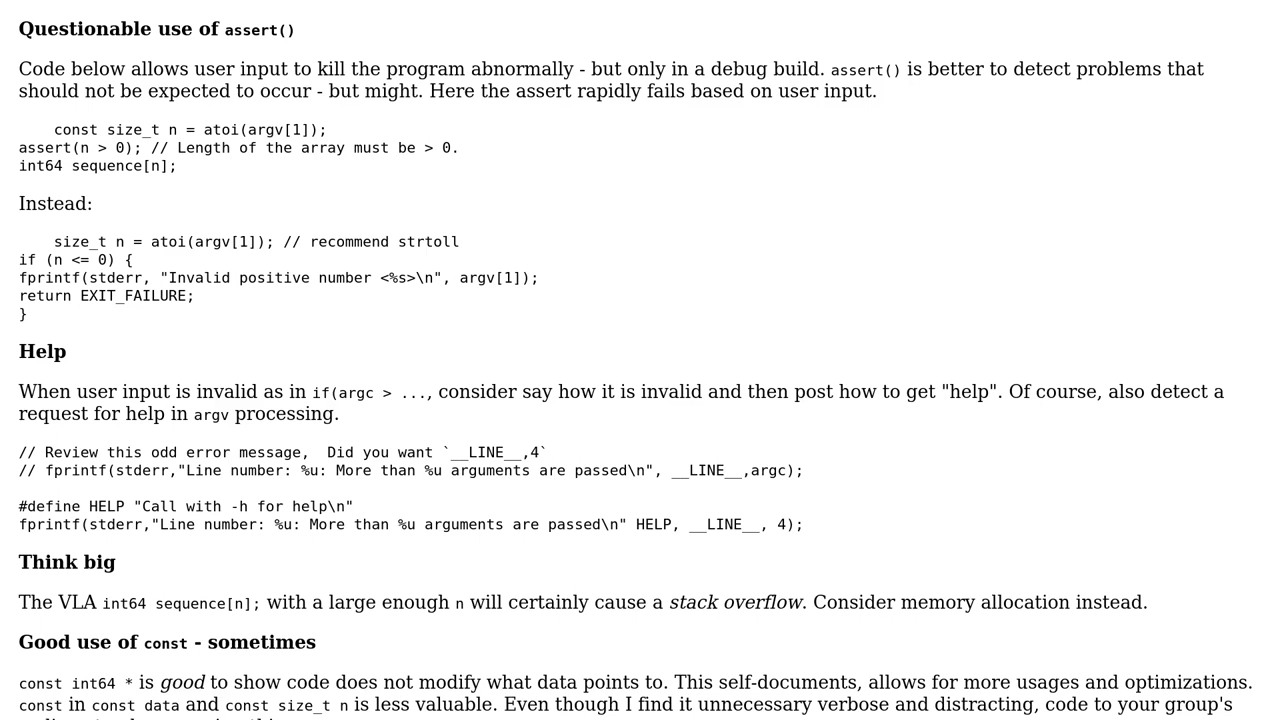 Questionable use of assert()
Code below allows user input to kill the program abnormally - but only in a debug build. assert() is better to detect problems that
should not be expected to occur - but might. Here the assert rapidly fails based on user input.
const size_t n = atoi(argv[1]);
assert(n > 0); // Length of the array must be > 0.
int64 sequence[n];
Instead:
size_t n = atoi(argv[1]); // recommend strtoll
if (n <= 0) {
fprintf(stderr, "Invalid positive number <%s>\n", argv[1]);
return EXIT_FAILURE;
}
Help
When user input is invalid as in if(argc > ..., consider say how it is invalid and then post how to get "help". Of course, also detect a
request for help in argv processing.
// Review this odd error message,  Did you want `__LINE__,4`
// fprintf(stderr,"Line number: %u: More than %u arguments are passed\n", __LINE__,argc);
#define HELP "Call with -h for help\n"
fprintf(stderr,"Line number: %u: More than %u arguments are passed\n" HELP, __LINE__, 4);
Think big
The VLA int64 sequence[n]; with a large enough n will certainly cause a stack overflow. Consider memory allocation instead.
Good use of const - sometimes
const int64 * is good to show code does not modify what data points to. This self-documents, allows for more usages and optimizations.
const in const data and const size_t n is less valuable. Even though I find it unnecessary verbose and distracting, code to your group's